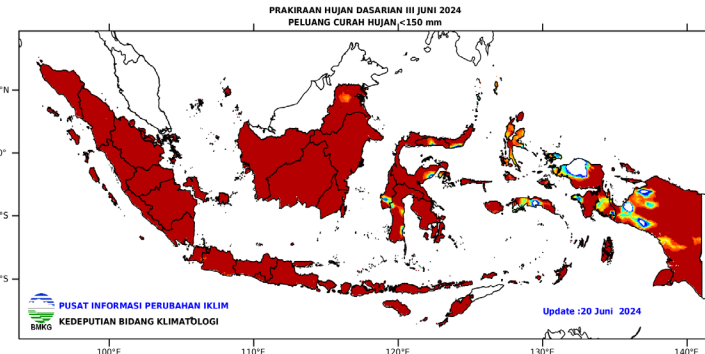 PRAKIRAAN HUJAN DASARIAN III JUNI 2024
PELUANG CURAH HUJAN <150 mm
°N
0°
°S
°S
PUSAT INFORMASI PERUBAHAN IKLIM
KEDEPUTIAN BIDANG KLIMATOLOGI
BMKG
Update :20 Juni 2024
100°E 110°E 120°E 130°E 140°E